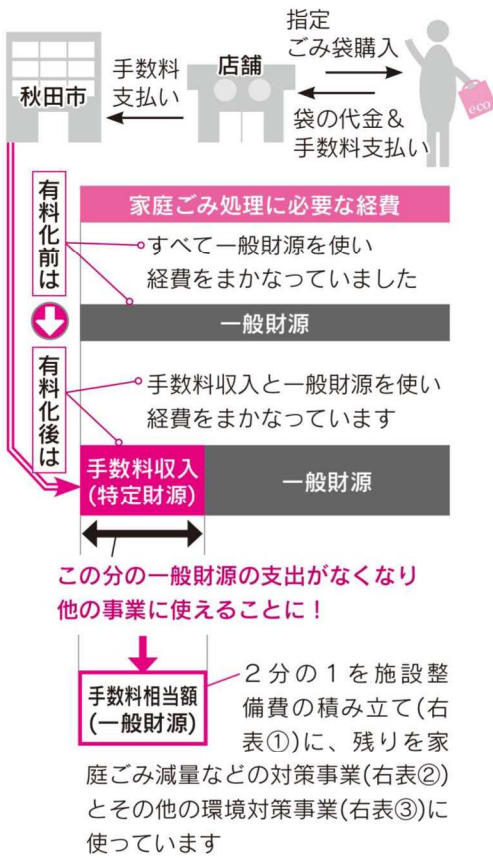 指定
ごみ袋購入
手数料
支払い
店舗
秋田市
eco
袋の代金&
手数料支払い
有料化前は
家庭ごみ処理に必要な経費
すべて一般財源を使い
経費をまかなっていました
一般財源
有料化後は
手数料収入と一般財源を使い
経費をまかなっています
手数料収入
(特定財源)
一般財源
この分の一般財源の支出がなくなり
他の事業に使えることに!
手数料相当額
(一般財源)
2分の1を施設整
備費の積み立て(右
表①)に、残りを家
庭ごみ減量などの対策事業(右表②)
とその他の環境対策事業(右表③)に
使っています